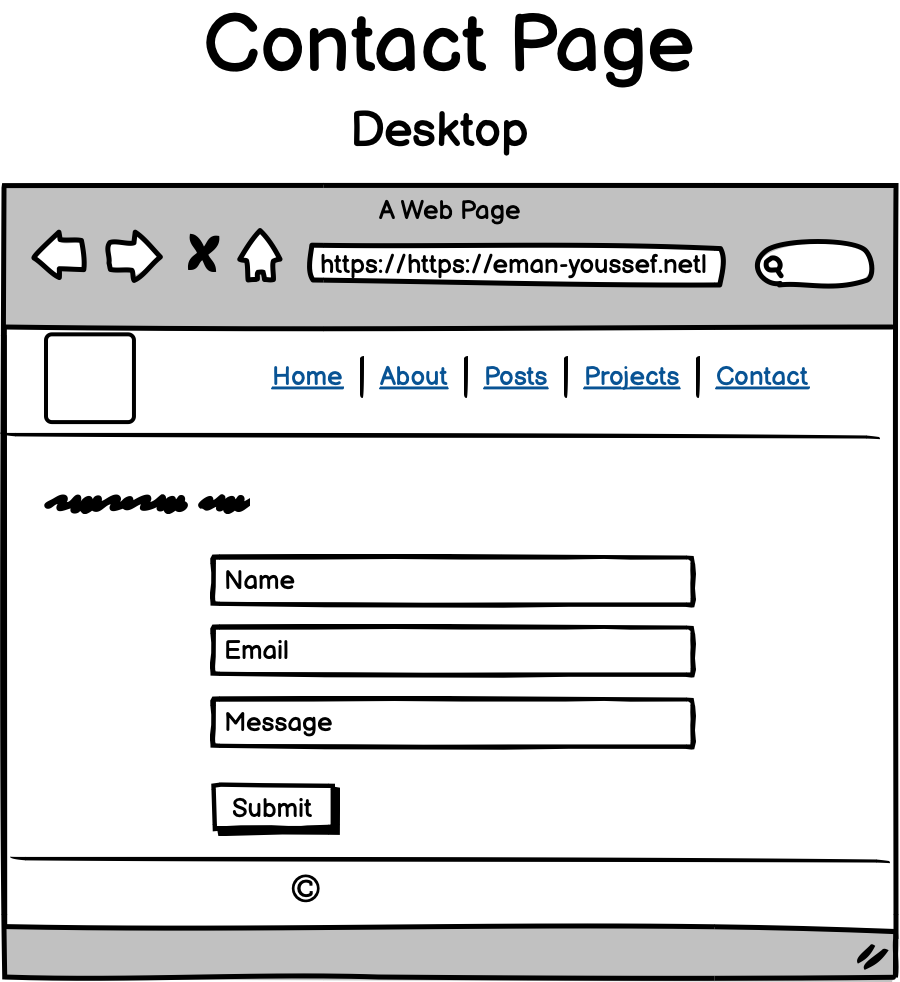 Contact Page
Desktop
A Web Page
https://https://eman-youssef.netl
Home | About | Posts | Projects | Contact
Name
Email
Message
Submit
©